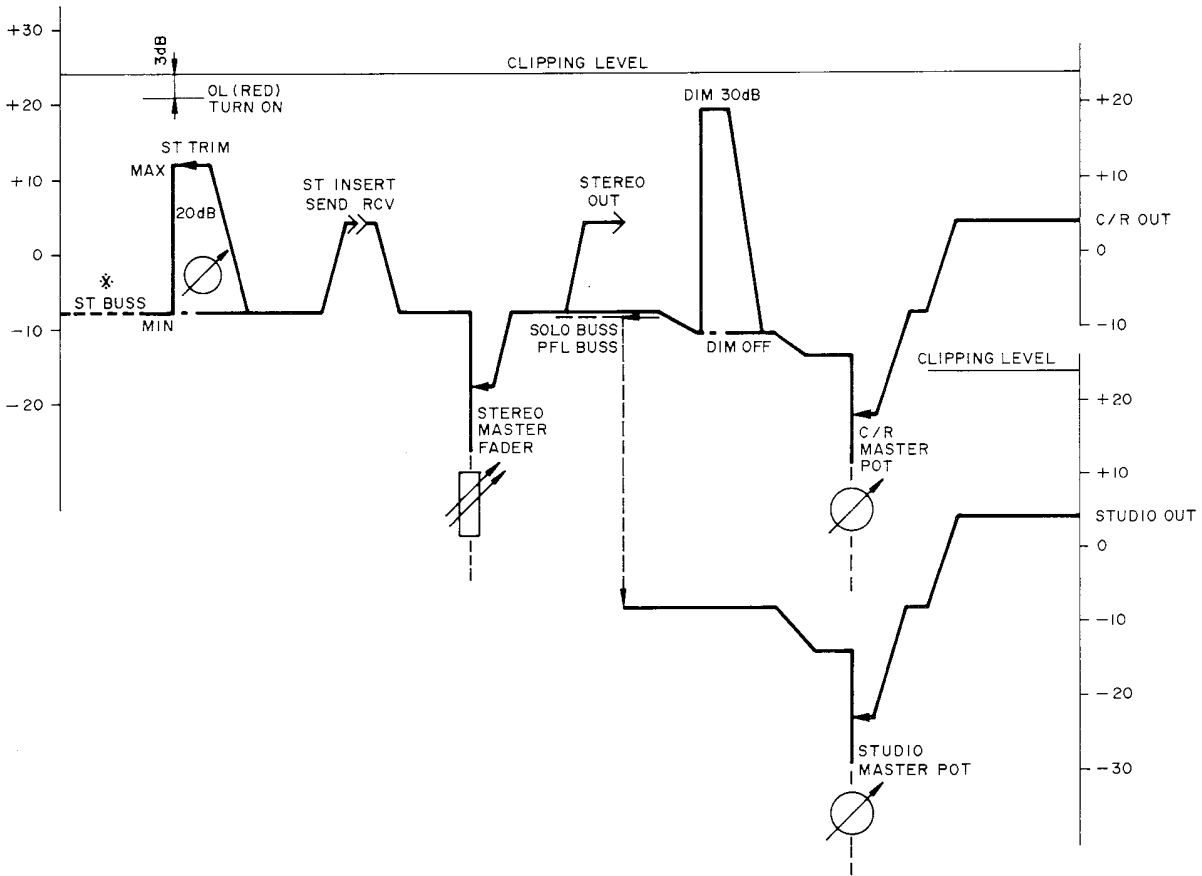 +30
3dB
CLIPPING LEVEL
OL (RED)
TURN ON
+20
DIM 30dB
+20
ST TRIM
MAX
+10
20dB
ST INSERT
SEND RCV
STEREO
OUT
+10
C/R OUT
0
0
※
ST BUSS
MIN
-10
SOLO BUSS
PFL BUSS
DIM OFF
-10
CLIPPING LEVEL
-20
STEREO
MASTER
FADER
C/R
MASTER
POT
+20
+10
STUDIO OUT
0
-10
-20
STUDIO
MASTER POT
-30